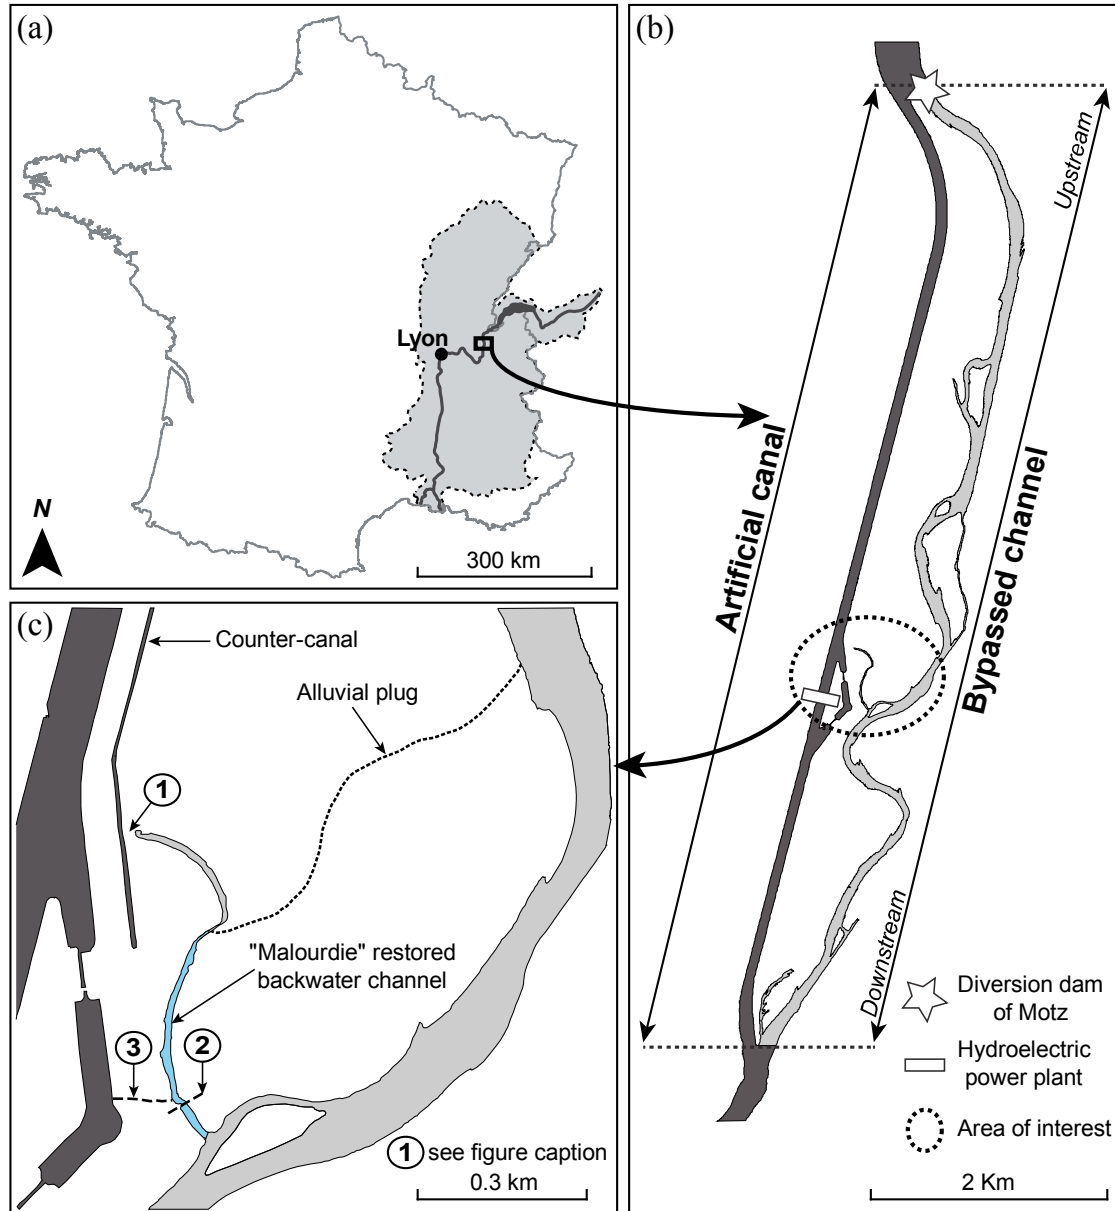 (a)
Lyon
N
300 km
(b)
Upstream
Artificial canal
Bypassed channel
Downstream
Diversion dam
of Motz
Hydroelectric
power plant
Area of interest
2 Km
(c)
Counter-canal
Alluvial plug
1
"Malourdie" restored
backwater channel
3
2
1 see figure caption
0.3 km